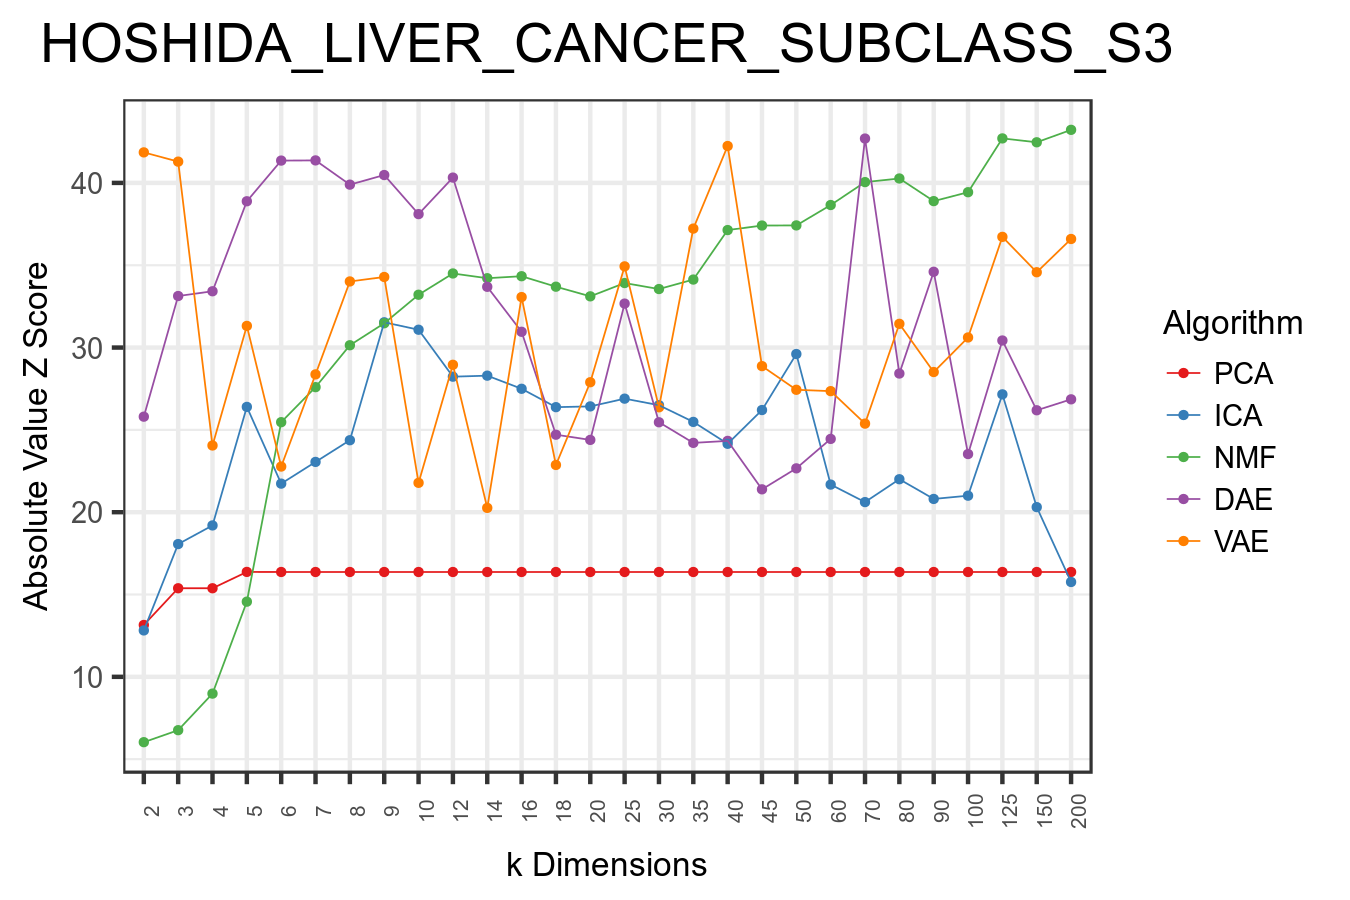 HOSHIDA_LIVER_CANCER_SUBCLASS_S3
Absolute Value Z Score
40
30
20
10
2 3 4 5 6 7 8 9 10 12 14 16 18 20 25 30 35 40 45 50 60 70 80 90 100 125 150 200
k Dimensions
Algorithm
PCA
ICA
NMF
DAE
VAE